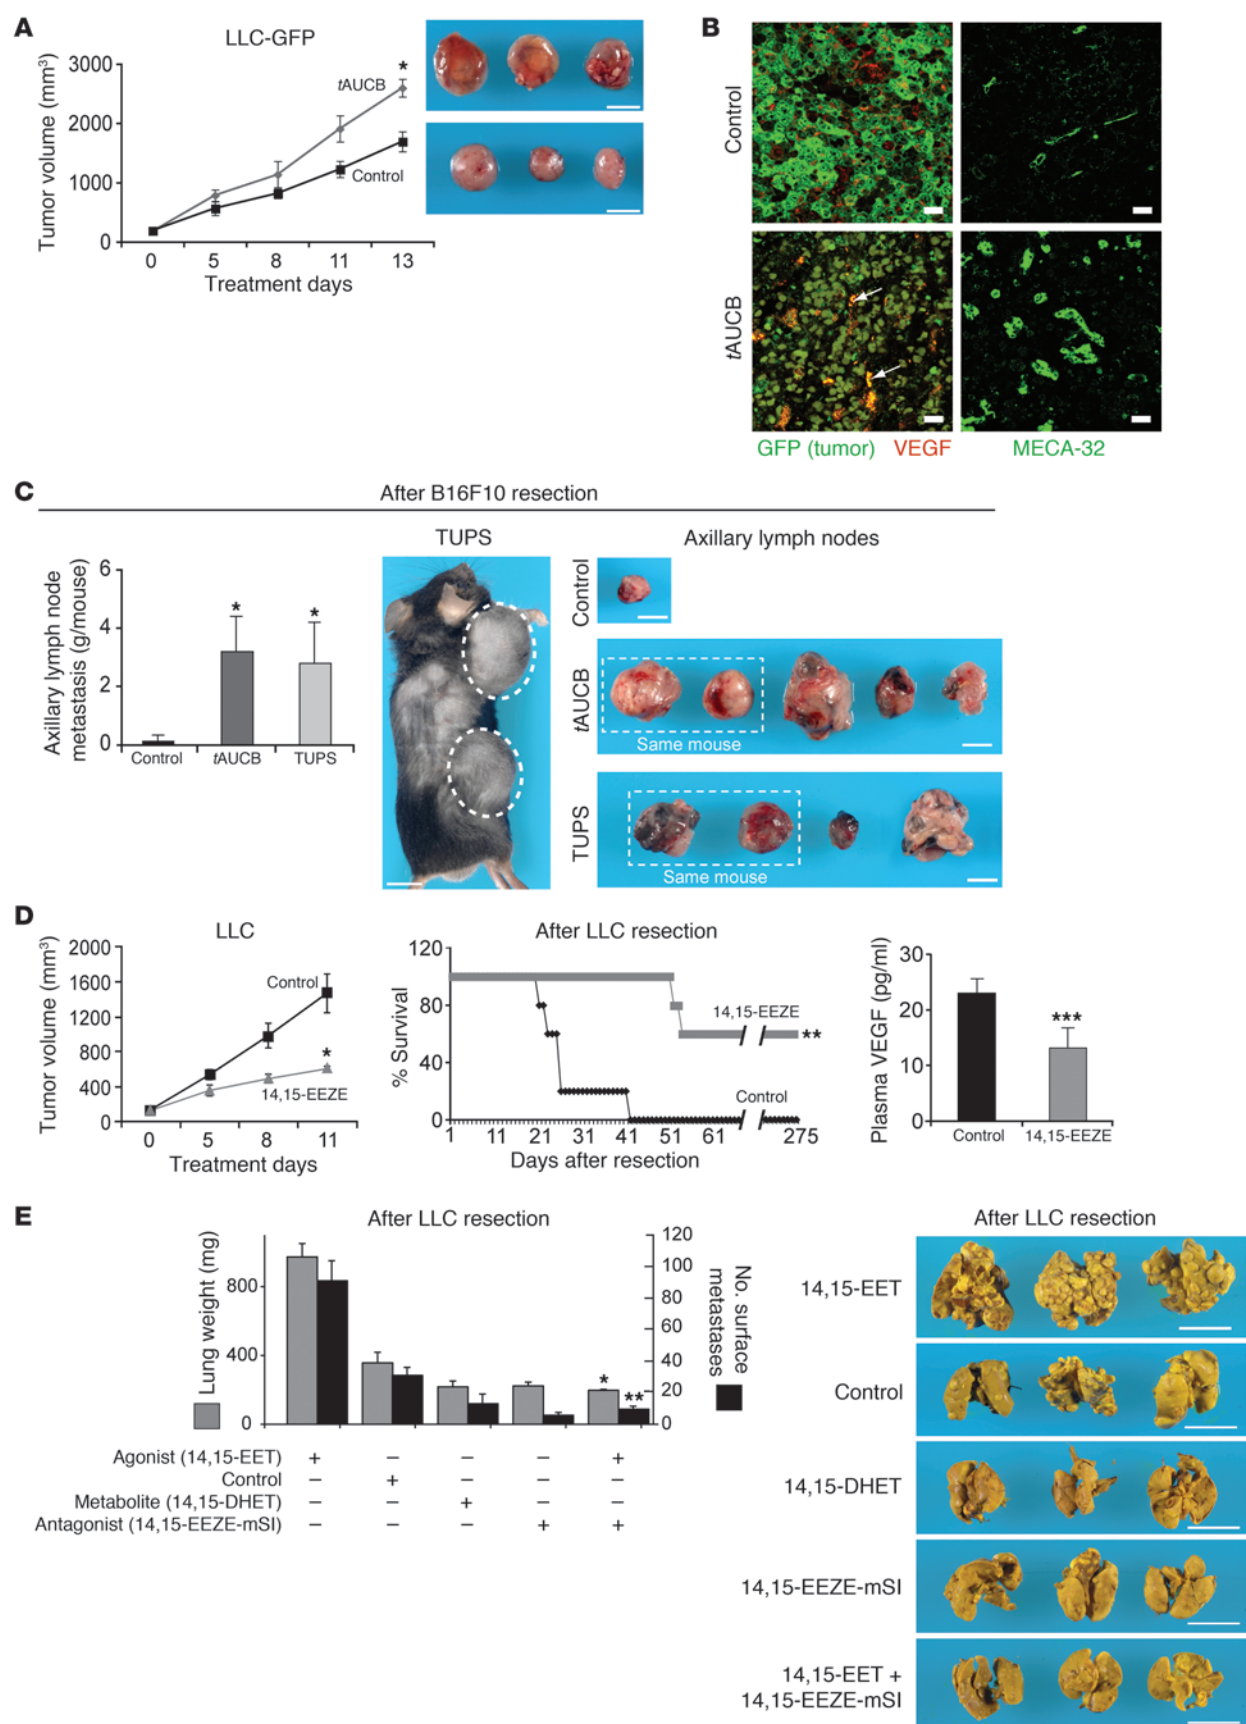 A
LLC-GFP
Tumor volume (mm³)
3000
2000
1000
0
tAUCB
*
Control
0 5 8 11 13
Treatment days
B
Control
tAUCB
GFP (tumor) VEGF MECA-32
C
After B16F10 resection
Axillary lymph node
metastasis (g/mouse)
6
4
2
0
* *
Control tAUCB TUPS
TUPS
Axillary lymph nodes
Control
tAUCB
Same mouse
TUPS
Same mouse
D
LLC
Tumor volume (mm³)
2000
1600
1200
800
400
0
Control
*
14,15-EEZE
0 5 8 11
Treatment days
After LLC resection
% Survival
120
80
40
0
14,15-EEZE
**
Control
1 11 21 31 41 51 61 275
Days after resection
Plasma VEGF (pg/ml)
30
20
10
0
***
Control 14,15-EEZE
E
After LLC resection
Lung weight (mg)
800
400
0
* **
120
100
80
60
40
20
0
No. surface
metastases
Agonist (14,15-EET) + – – – +
Control – + – – –
Metabolite (14,15-DHET) – – + – –
Antagonist (14,15-EEZE-mSI) – – – + +
After LLC resection
14,15-EET
Control
14,15-DHET
14,15-EEZE-mSI
14,15-EET +
14,15-EEZE-mSI